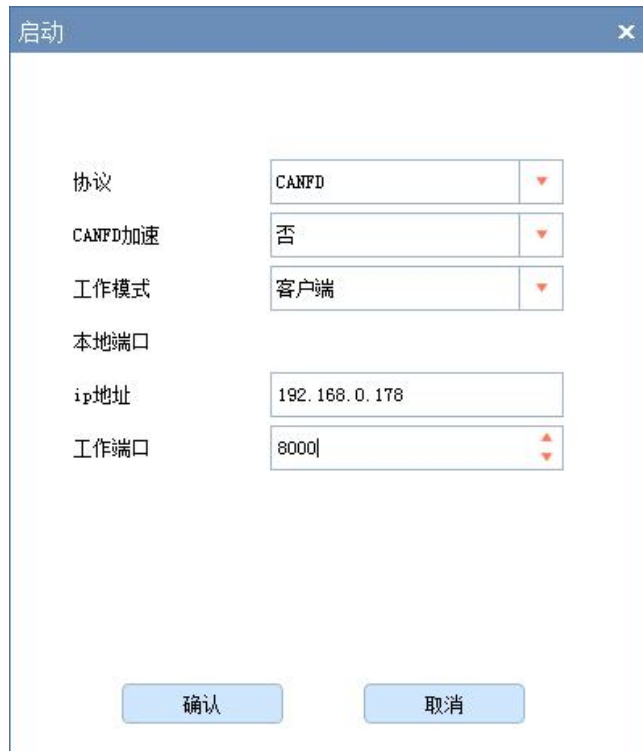 启动
协议 CANFD
CANFD加速 否
工作模式 客户端
本地端口
ip地址 192.168.0.178
工作端口 8000
确认 取消